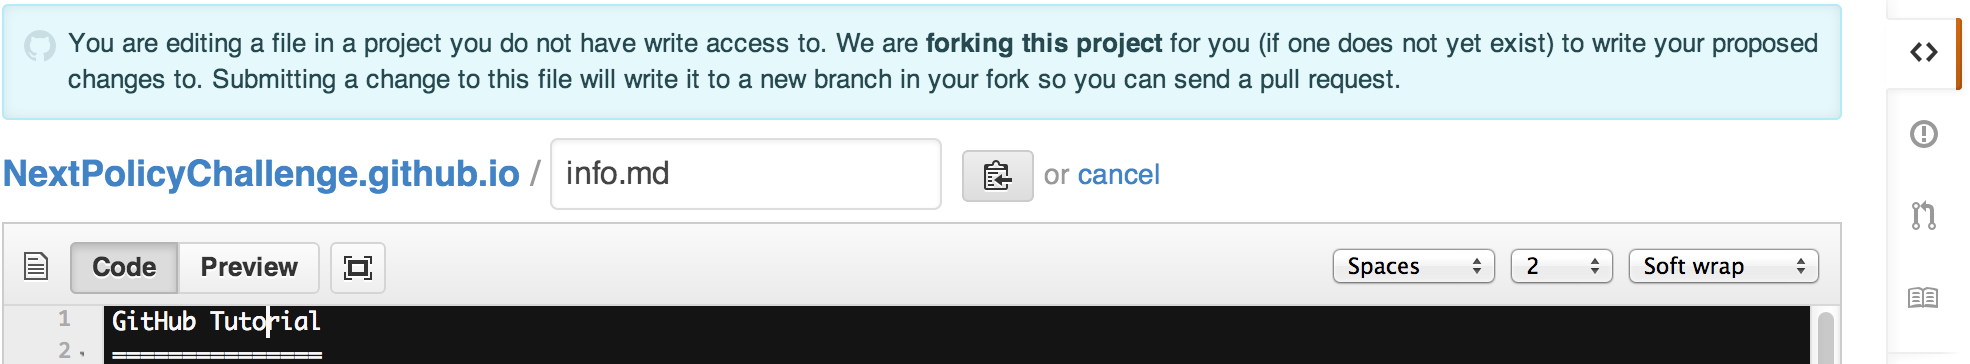 You are editing a file in a project you do not have write access to. We are forking this project for you (if one does not yet exist) to write your proposed
changes to. Submitting a change to this file will write it to a new branch in your fork so you can send a pull request.
NextPolicyChallenge.github.io / info.md or cancel
Code Preview Spaces 2 Soft wrap
1 GitHub Tutorial
2 ===============